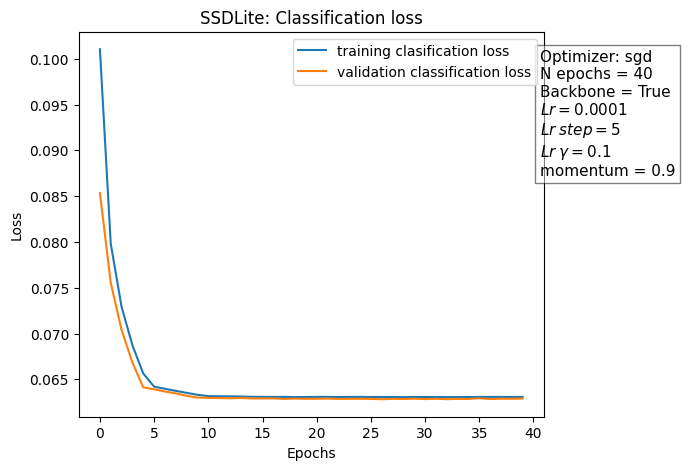 SSDLite: Classification loss
training clasification loss
validation classification loss
Optimizer: sgd
N epochs = 40
Backbone = True
Lr = 0.0001
Lr step = 5
Lr γ = 0.1
momentum = 0.9
Loss
0.100
0.095
0.090
0.085
0.080
0.075
0.070
0.065
0 5 10 15 20 25 30 35 40
Epochs